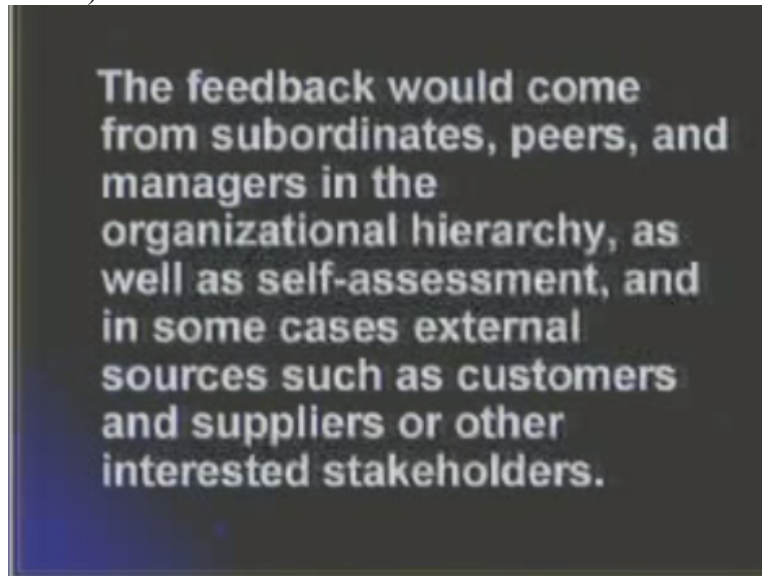 The feedback would come
from subordinates, peers, and
managers in the
organizational hierarchy, as
well as self-assessment, and
in some cases external
sources such as customers
and suppliers or other
interested stakeholders.